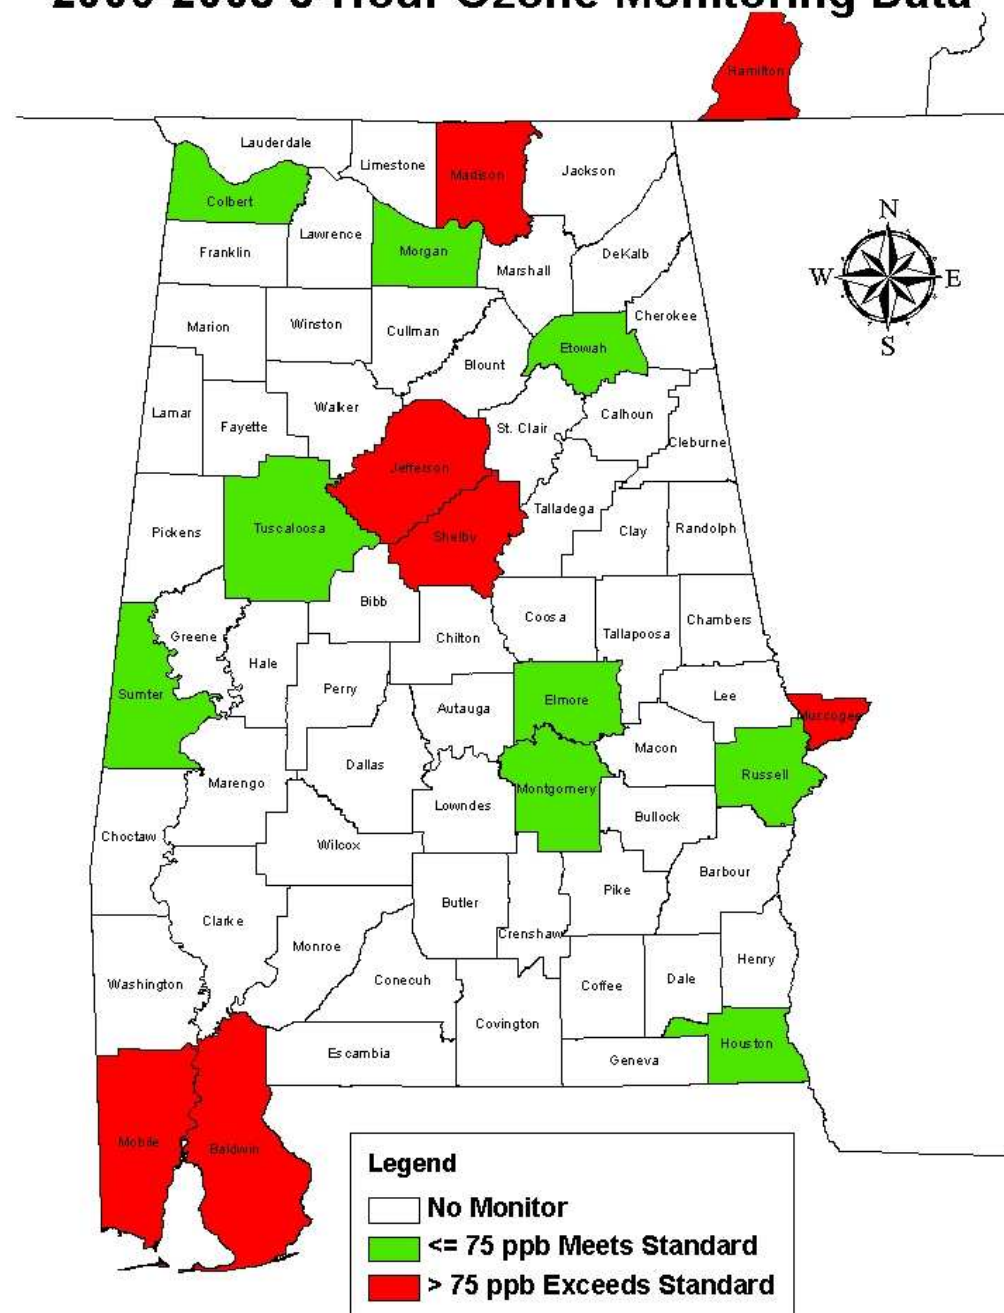 Hour Ozone Monitoring Data
Hamilton
Lauderdale
Limestone
Madison
Jackson
Colbert
Lawrence
Franklin
Morgan
Marshall
DeKalb
N
W
E
S
Marion
Winston
Cullman
Cherokee
Etowah
Blount
Lamar
Fayette
Walker
St. Clair
Calhoun
Cleburne
Jefferson
Pickens
Tuscaloosa
Shelby
Talladega
Clay
Randolph
Bibb
Greene
Hale
Chilton
Coosa
Tallapoosa
Chambers
Sumter
Perry
Autauga
Elmore
Lee
Muscogee
Macon
Dallas
Marengo
Lowndes
Montgomery
Russell
Bullock
Choctaw
Wilcox
Barbour
Pike
Butler
Clarke
Crenshaw
Monroe
Washington
Conecuh
Coffee
Dale
Henry
Covington
Escambia
Geneva
Houston
Mobile
Baldwin
Legend
No Monitor
<= 75 ppb Meets Standard
> 75 ppb Exceeds Standard